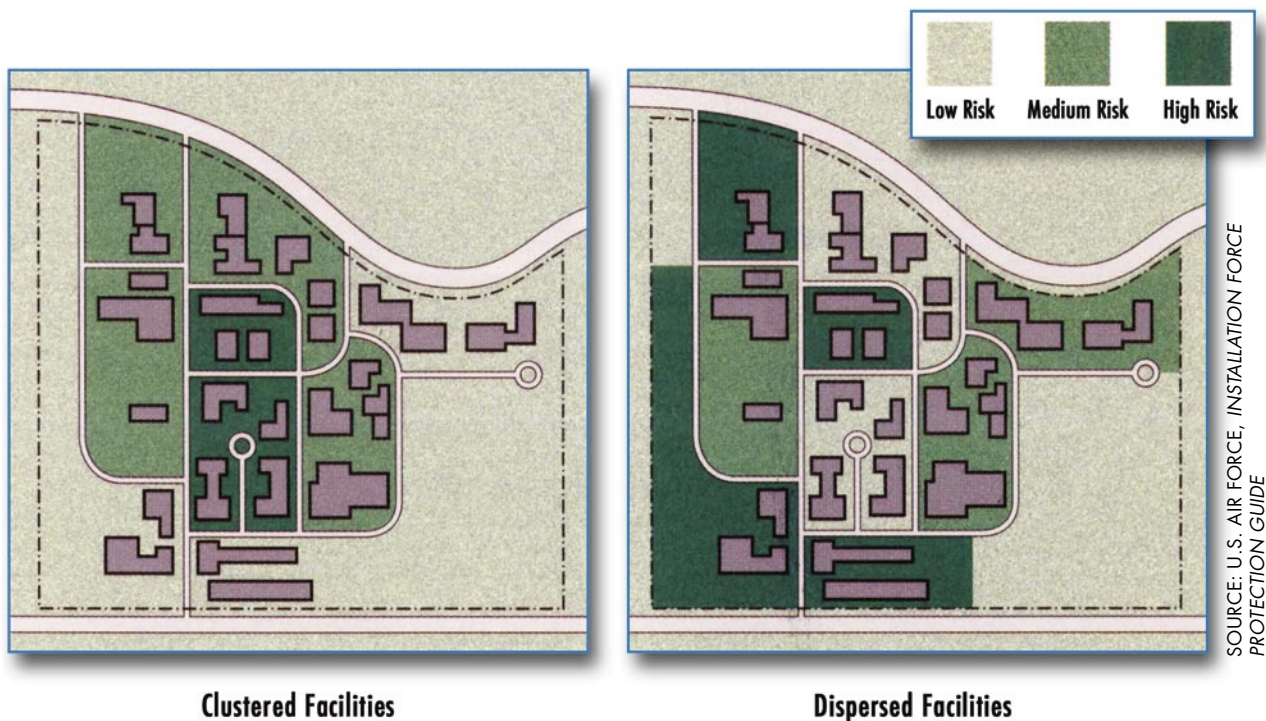 Low Risk
Medium Risk
High Risk
SOURCE: U.S. AIR FORCE, INSTALLATION FORCE
PROTECTION GUIDE
Clustered Facilities
Dispersed Facilities